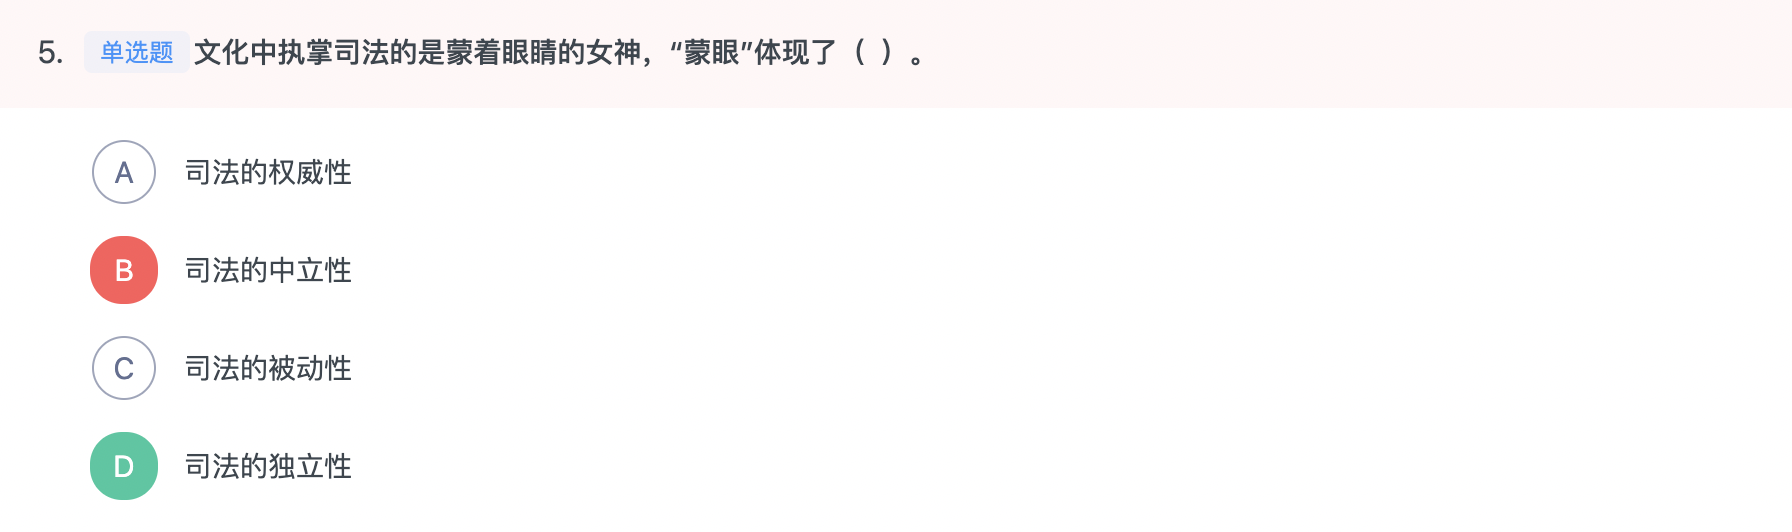 5. 单选题 文化中执掌司法的是蒙着眼睛的女神，“蒙眼”体现了（ ）。
A 司法的权威性
B 司法的中立性
C 司法的被动性
D 司法的独立性